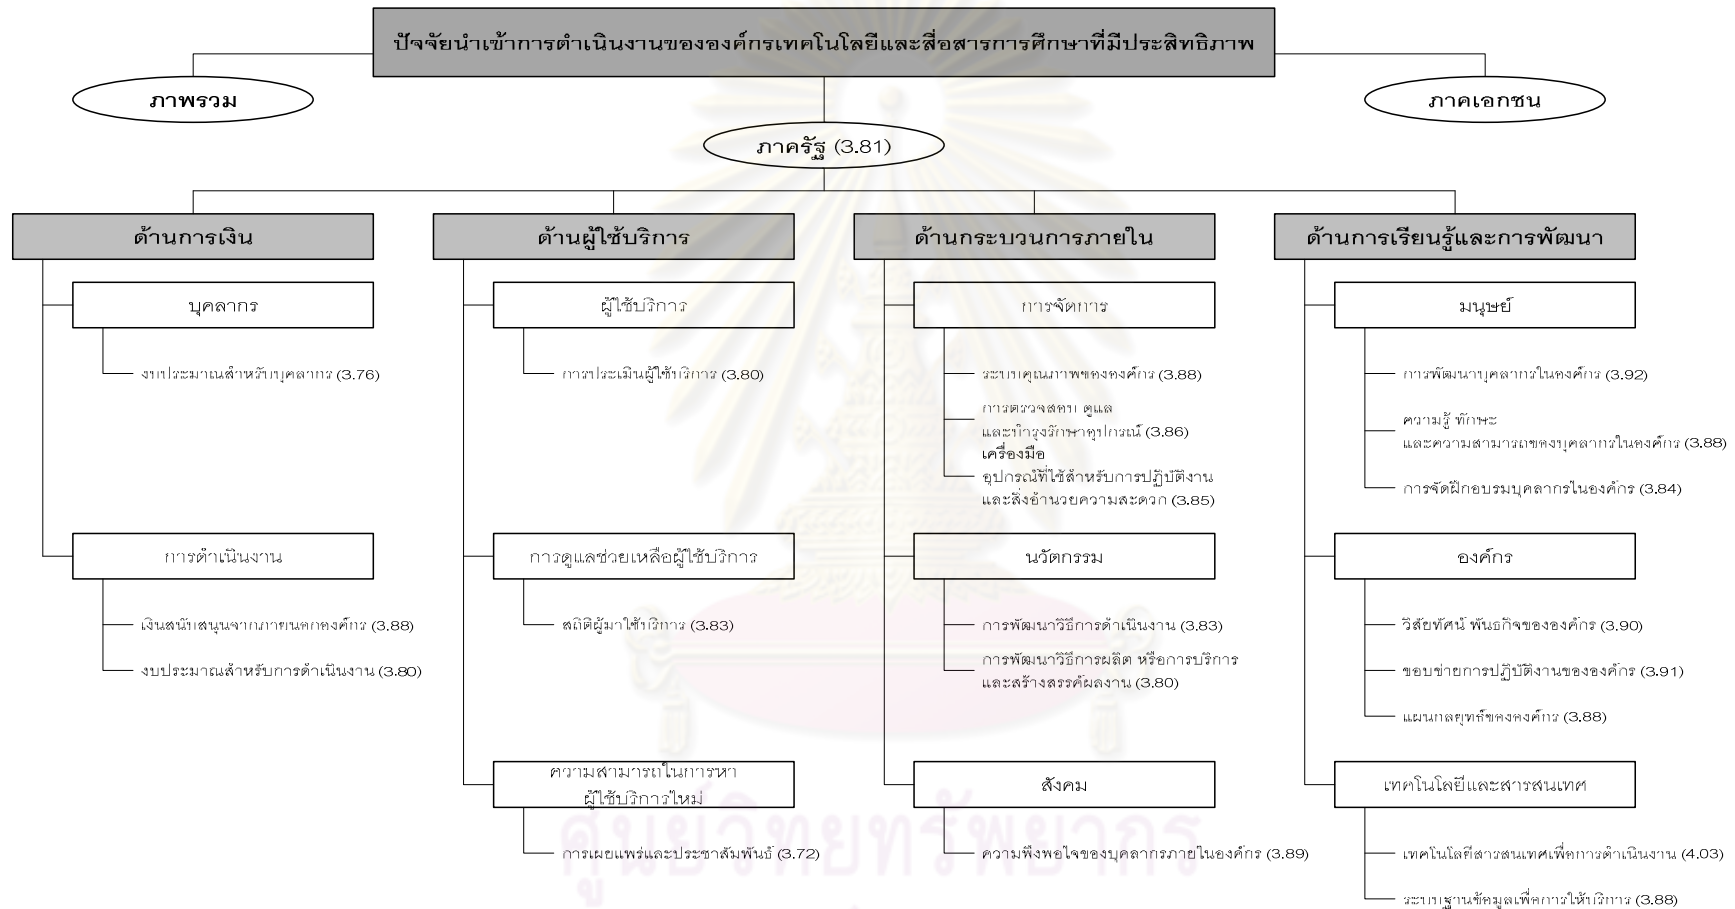 ปัจจัยนำเข้าการดำเนินงานขององค์กรเทคโนโลยีและสื่อสารการศึกษาที่มีประสิทธิภาพ
ภาพรวม
ภาคเอกชน
ภาครัฐ (3.81)
ด้านการเงิน
บุคลากร
งบประมาณสำหรับบุคลากร (3.76)
การดำเนินงาน
เงินสนับสนุนจากภายนอกองค์กร (3.88)
งบประมาณสำหรับการดำเนินงาน (3.80)
ด้านผู้ใช้บริการ
ผู้ใช้บริการ
การประเมินผู้ใช้บริการ (3.80)
การดูแลช่วยเหลือผู้ใช้บริการ
สถิติผู้มาใช้บริการ (3.83)
ความสามารถในการหา
ผู้ใช้บริการใหม่
การเผยแพร่และประชาสัมพันธ์ (3.72)
ด้านกระบวนการภายใน
การจัดการ
ระบบคุณภาพขององค์กร (3.88)
การตรวจสอบ ดูแล
และบำรุงรักษาอุปกรณ์ (3.86)
เครื่องมือ
อุปกรณ์ที่ใช้สำหรับการปฏิบัติงาน
และสิ่งอำนวยความสะดวก (3.85)
นวัตกรรม
การพัฒนาวิธีการดำเนินงาน (3.83)
การพัฒนาวิธีการผลิต หรือการบริการ
และสร้างสรรค์ผลงาน (3.80)
สังคม
ความพึงพอใจของบุคลากรภายในองค์กร (3.89)
ด้านการเรียนรู้และการพัฒนา
มนุษย์
การพัฒนาบุคลากรในองค์กร (3.92)
ความรู้ ทักษะ
และความสามารถของบุคลากรในองค์กร (3.88)
การจัดฝึกอบรมบุคลากรในองค์กร (3.84)
องค์กร
วิสัยทัศน์ พันธกิจขององค์กร (3.90)
ขอบข่ายการปฏิบัติงานขององค์กร (3.91)
แผนกลยุทธ์ขององค์กร (3.88)
เทคโนโลยีและสารสนเทศ
เทคโนโลยีสารสนเทศเพื่อการดำเนินงาน (4.03)
ระบบฐานข้อมูลเพื่อการให้บริการ (3.88)
ศูนย์วิทยทรัพยากร